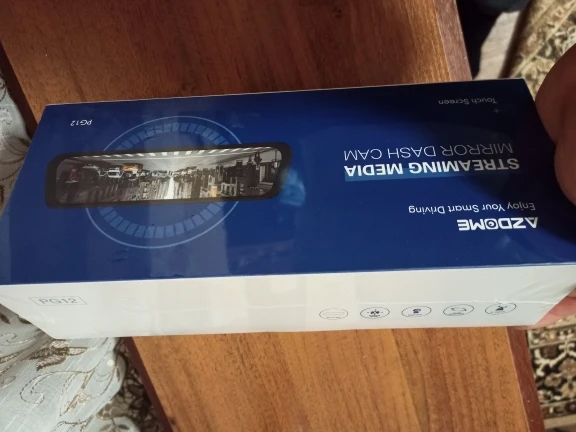 AZDOME
Enjoy Your Smart Driving
STREAMING MEDIA
MIRROR DASH CAM
Touch Screen
PG12
PG12